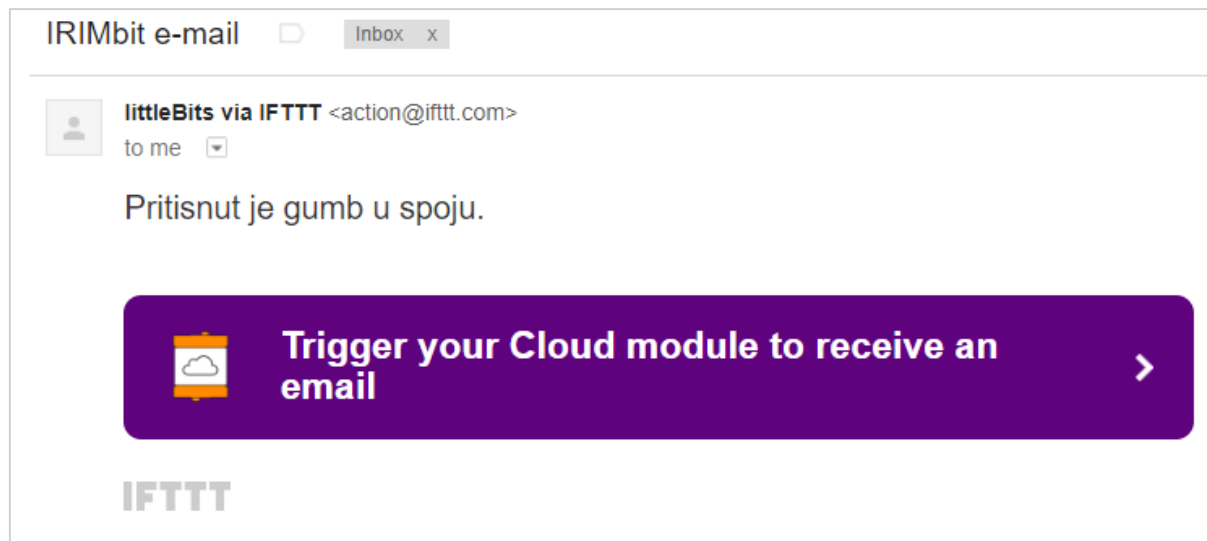 IRIMbit e-mail Inbox x
littleBits via IFTTT <action@ifttt.com>
to me
Pritisnut je gumb u spoju.
Trigger your Cloud module to receive an
email
IFTTT